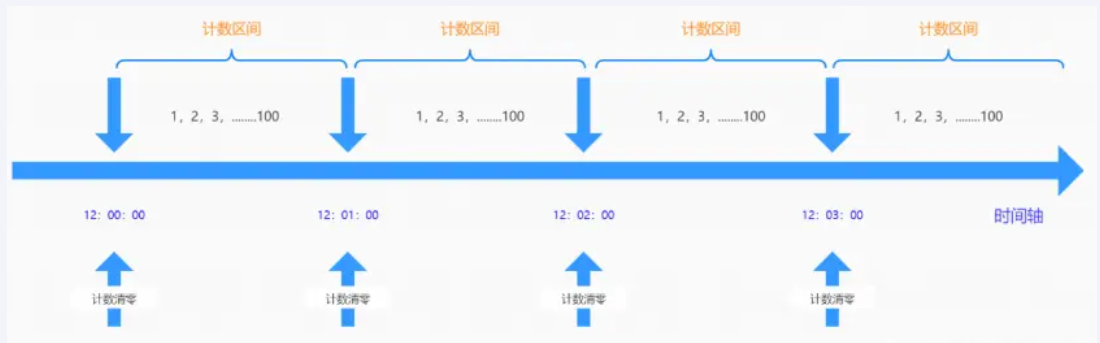 计数区间 计数区间 计数区间 计数区间
1，2，3，........100 1，2，3，........100 1，2，3，........100 1，2，3，........100
12：00：00 12：01：00 12：02：00 12：03：00 时间轴
计数清零 计数清零 计数清零 计数清零